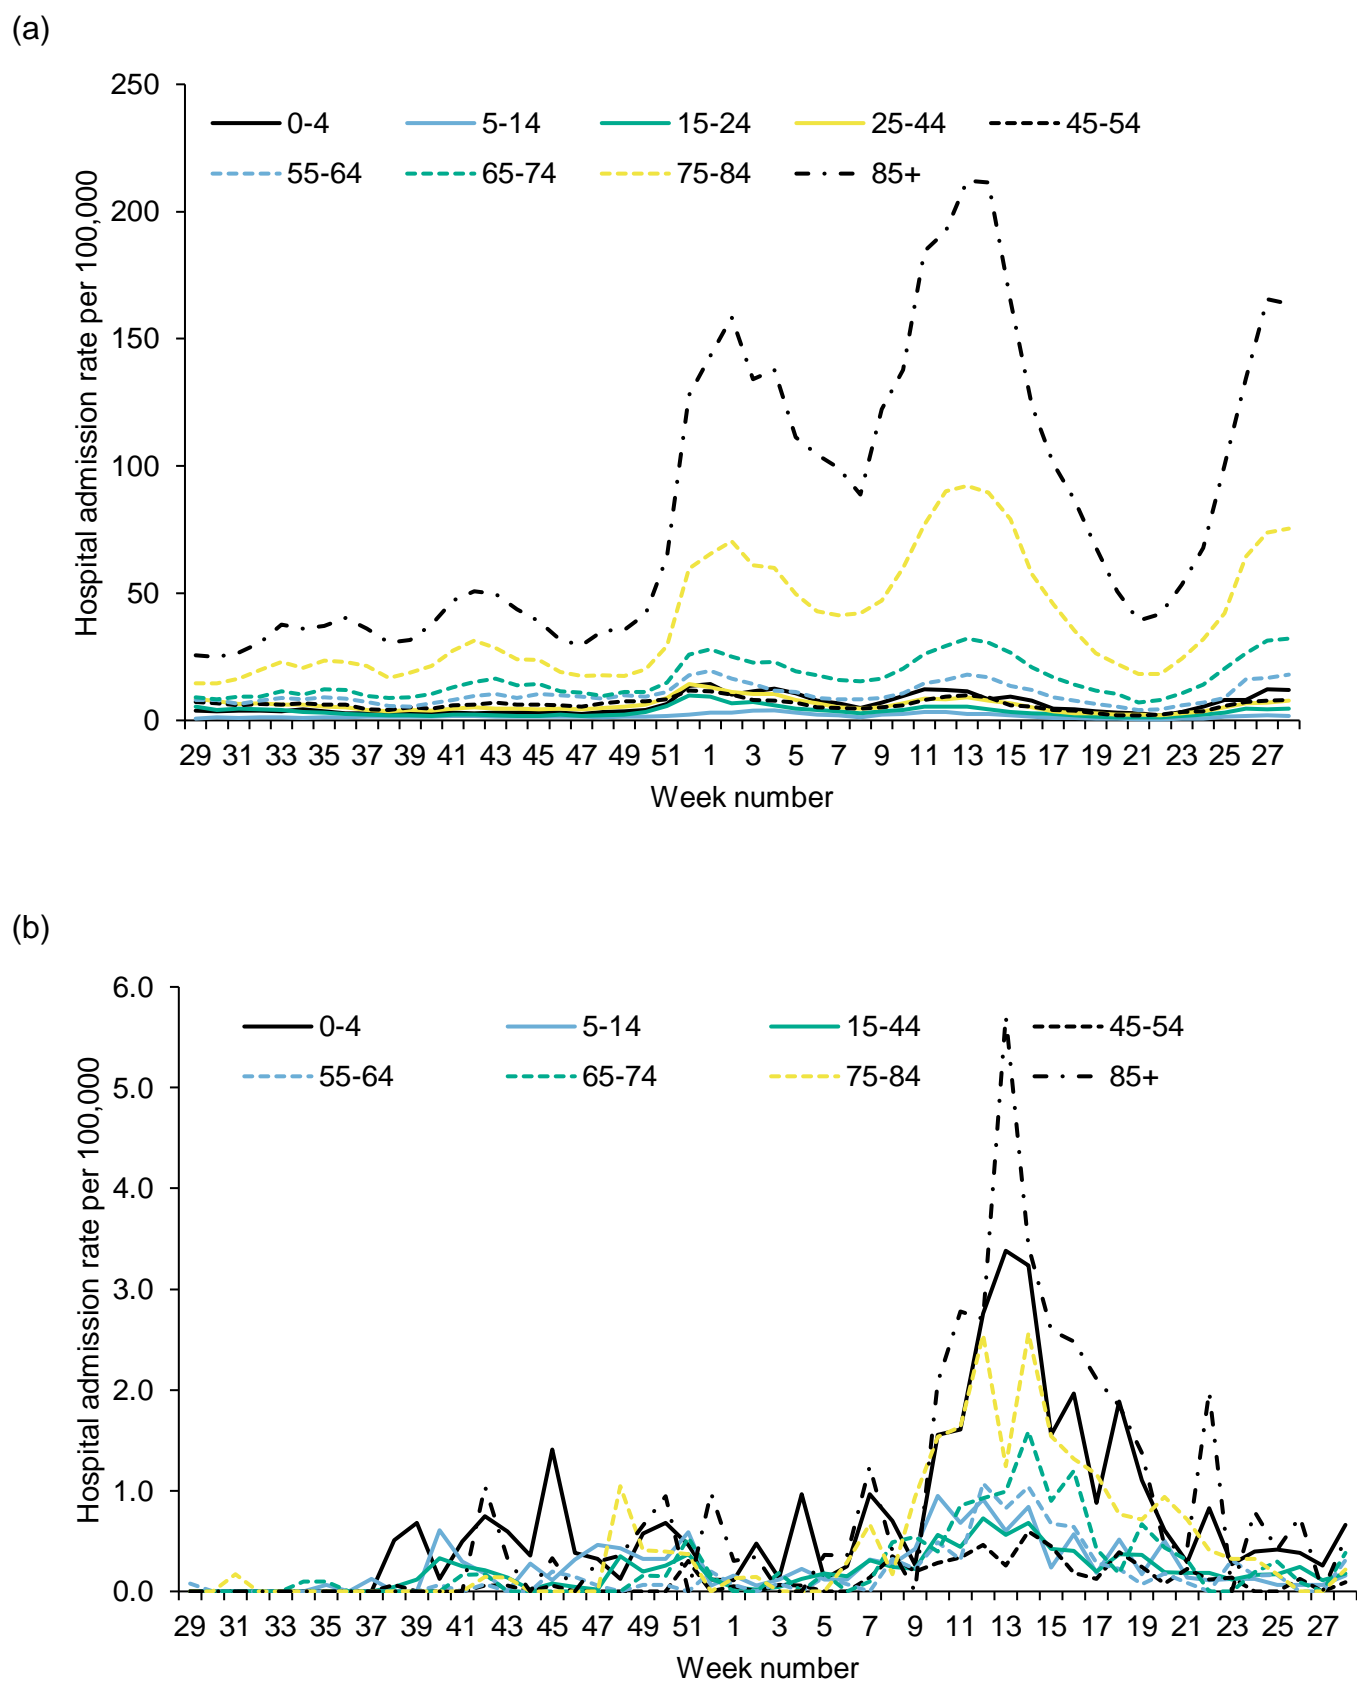 (a)
250
200
150
100
50
0
Hospital admission rate per 100,000
0-4 5-14 15-24 25-44 45-54
55-64 65-74 75-84 85+
29 31 33 35 37 39 41 43 45 47 49 51 1 3 5 7 9 11 13 15 17 19 21 23 25 27
Week number
(b)
6.0
5.0
4.0
3.0
2.0
1.0
0.0
Hospital admission rate per 100,000
0-4 5-14 15-44 45-54
55-64 65-74 75-84 85+
29 31 33 35 37 39 41 43 45 47 49 51 1 3 5 7 9 11 13 15 17 19 21 23 25 27
Week number